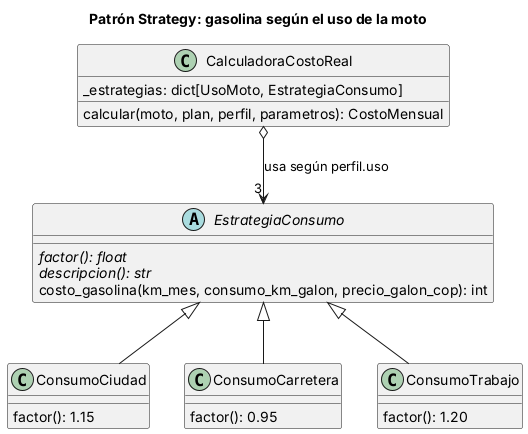 Patrón Strategy: gasolina según el uso de la moto
C CalculadoraCostoReal
_estrategias: dict[UsoMoto, EstrategiaConsumo]
calcular(moto, plan, perfil, parametros): CostoMensual
usa según perfil.uso
3
A EstrategiaConsumo
factor(): float
descripcion(): str
costo_gasolina(km_mes, consumo_km_galon, precio_galon_cop): int
C ConsumoCiudad
factor(): 1.15
C ConsumoCarretera
factor(): 0.95
C ConsumoTrabajo
factor(): 1.20